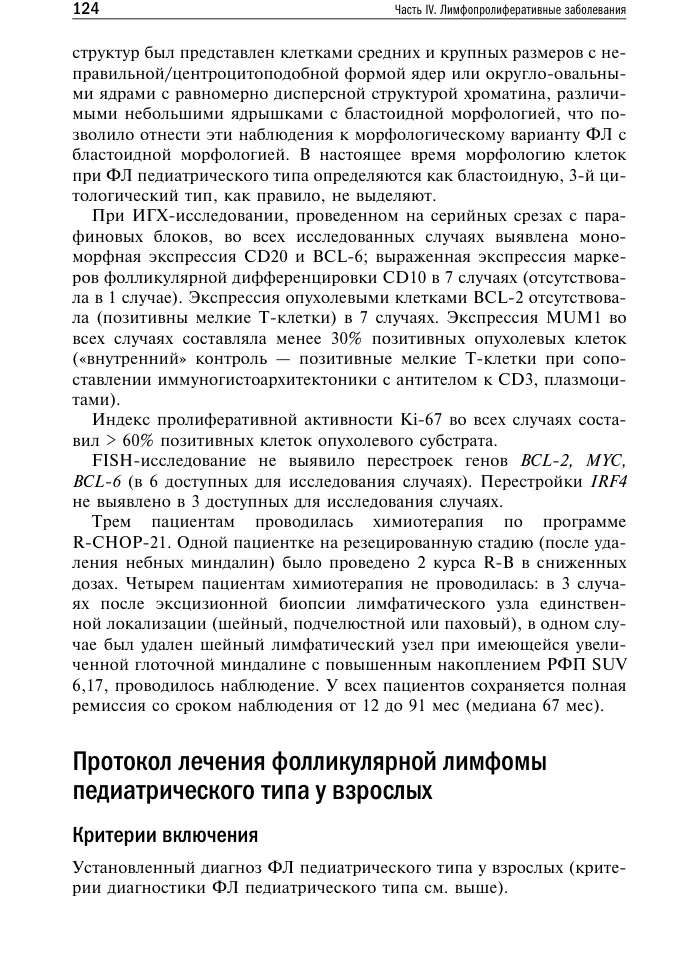 124
Часть IV. Лимфопролиферативные заболевания
структур был представлен клетками средних и крупных размеров с не-
правильной/центроцитоподобной формой ядер или округло-овальны-
ми ядрами с равномерно дисперсной структурой хроматина, различи-
мыми небольшими ядрышками с бластоидной морфологией, что по-
зволило отнести эти наблюдения к морфологическому варианту ФЛ с
бластоидной морфологией. В настоящее время морфологию клеток
при ФЛ педиатрического типа определяются как бластоидную, 3-й ци-
тологический тип, как правило, не выделяют.
При ИГХ-исследовании, проведенном на серийных срезах с пара-
финовых блоков, во всех исследованных случаях выявлена моно-
морфная экспрессия CD20 и BCL-6; выраженная экспрессия марке-
ров фолликулярной дифференцировки CD10 в 7 случаях (отсутствова-
ла в 1 случае). Экспрессия опухолевыми клетками BCL-2 отсутствова-
ла (позитивны мелкие Т-клетки) в 7 случаях. Экспрессия MUM1 во
всех случаях составляла менее 30% позитивных опухолевых клеток
(«внутренний» контроль — позитивные мелкие Т-клетки при сопо-
ставлении иммуногистоархитектоники с антителом к CD3, плазмоци-
тами).
Индекс пролиферативной активности Ki-67 во всех случаях соста-
вил > 60% позитивных клеток опухолевого субстрата.
FISH-исследование не выявило перестроек генов BCL-2, MYC,
BCL-6 (в 6 доступных для исследования случаях). Перестройки IRF4
не выявлено в 3 доступных для исследования случаях.
Трем пациентам проводилась химиотерапия по программе
R-CHOP-21. Одной пациентке на резецированную стадию (после уда-
ления небных миндалин) было проведено 2 курса R-B в сниженных
дозах. Четырем пациентам химиотерапия не проводилась: в 3 случа-
ях после эксцизионной биопсии лимфатического узла единствен-
ной локализации (шейный, подчелюстной или паховый), в одном слу-
чае был удален шейный лимфатический узел при имеющейся увели-
ченной глоточной миндалине с повышенным накоплением РФП SUV
6,17, проводилось наблюдение. У всех пациентов сохраняется полная
ремиссия со сроком наблюдения от 12 до 91 мес (медиана 67 мес).
Протокол лечения фолликулярной лимфомы
педиатрического типа у взрослых
Критерии включения
Установленный диагноз ФЛ педиатрического типа у взрослых (крите-
рии диагностики ФЛ педиатрического типа см. выше).